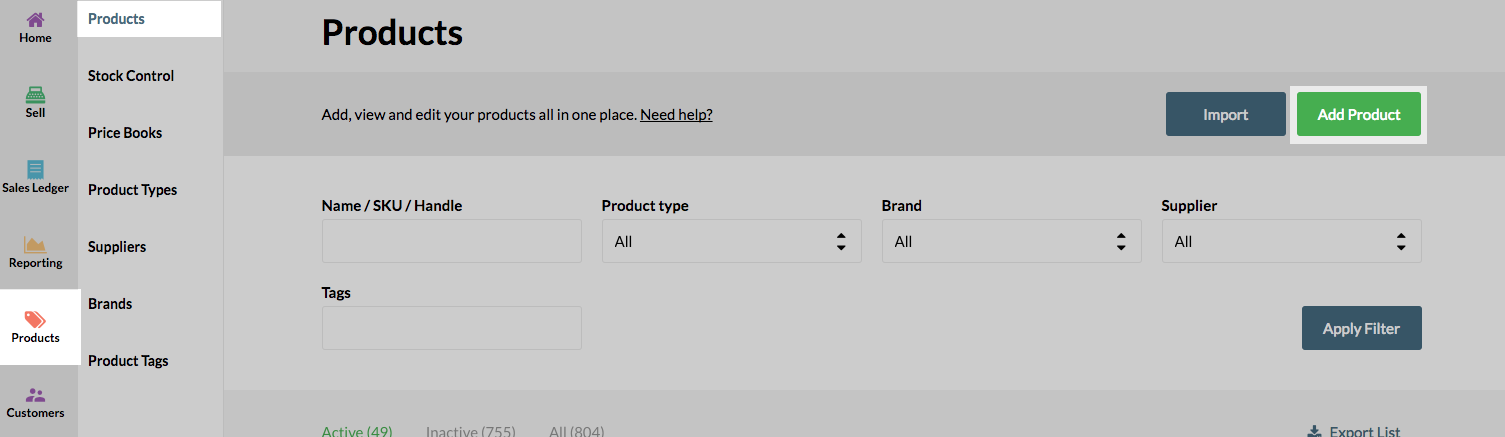 Home
Sell
Sales Ledger
Reporting
Products
Customers
Products
Stock Control
Price Books
Product Types
Suppliers
Brands
Product Tags
Products
Add, view and edit your products all in one place. Need help?
Import
Add Product
Name / SKU / Handle
Product type
Brand
Supplier
All
All
All
Tags
Apply Filter
Active (49)
Inactive (755)
All (804)
Export List